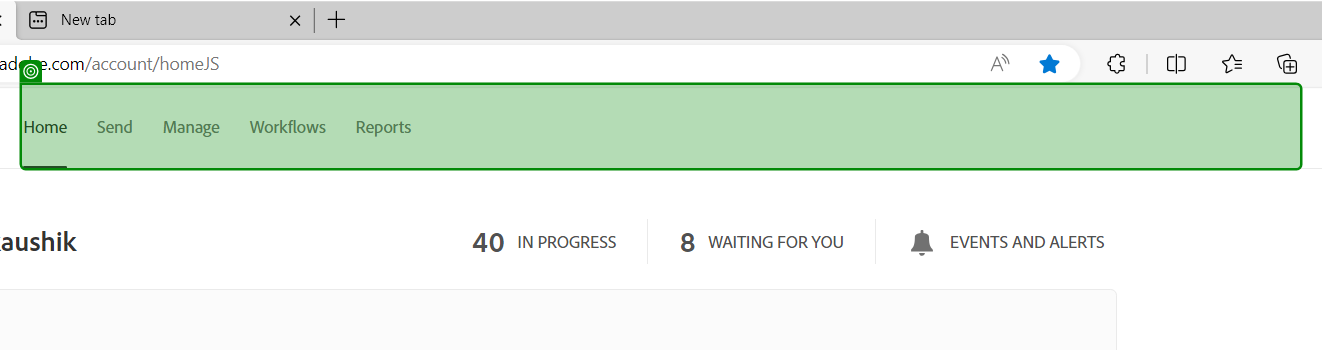 New tab
adobe.com/account/homeJS
Home Send Manage Workflows Reports
aushik 40 IN PROGRESS 8 WAITING FOR YOU EVENTS AND ALERTS